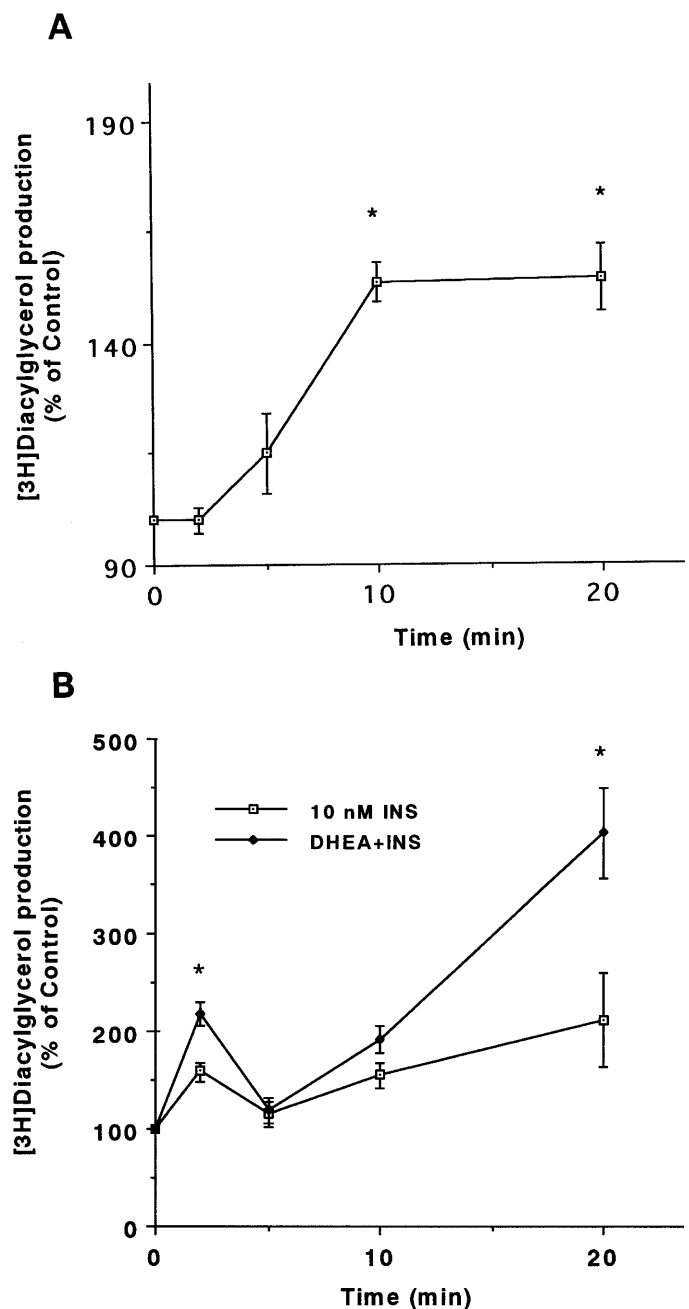 A
[3H]Diacylglycerol production
(% of Control)
190
140
90
*
*
0
10
20
Time (min)
B
[3H]Diacylglycerol production
(% of Control)
500
400
300
200
100
0
10 nM INS
DHEA+INS
*
*
0
10
20
Time (min)